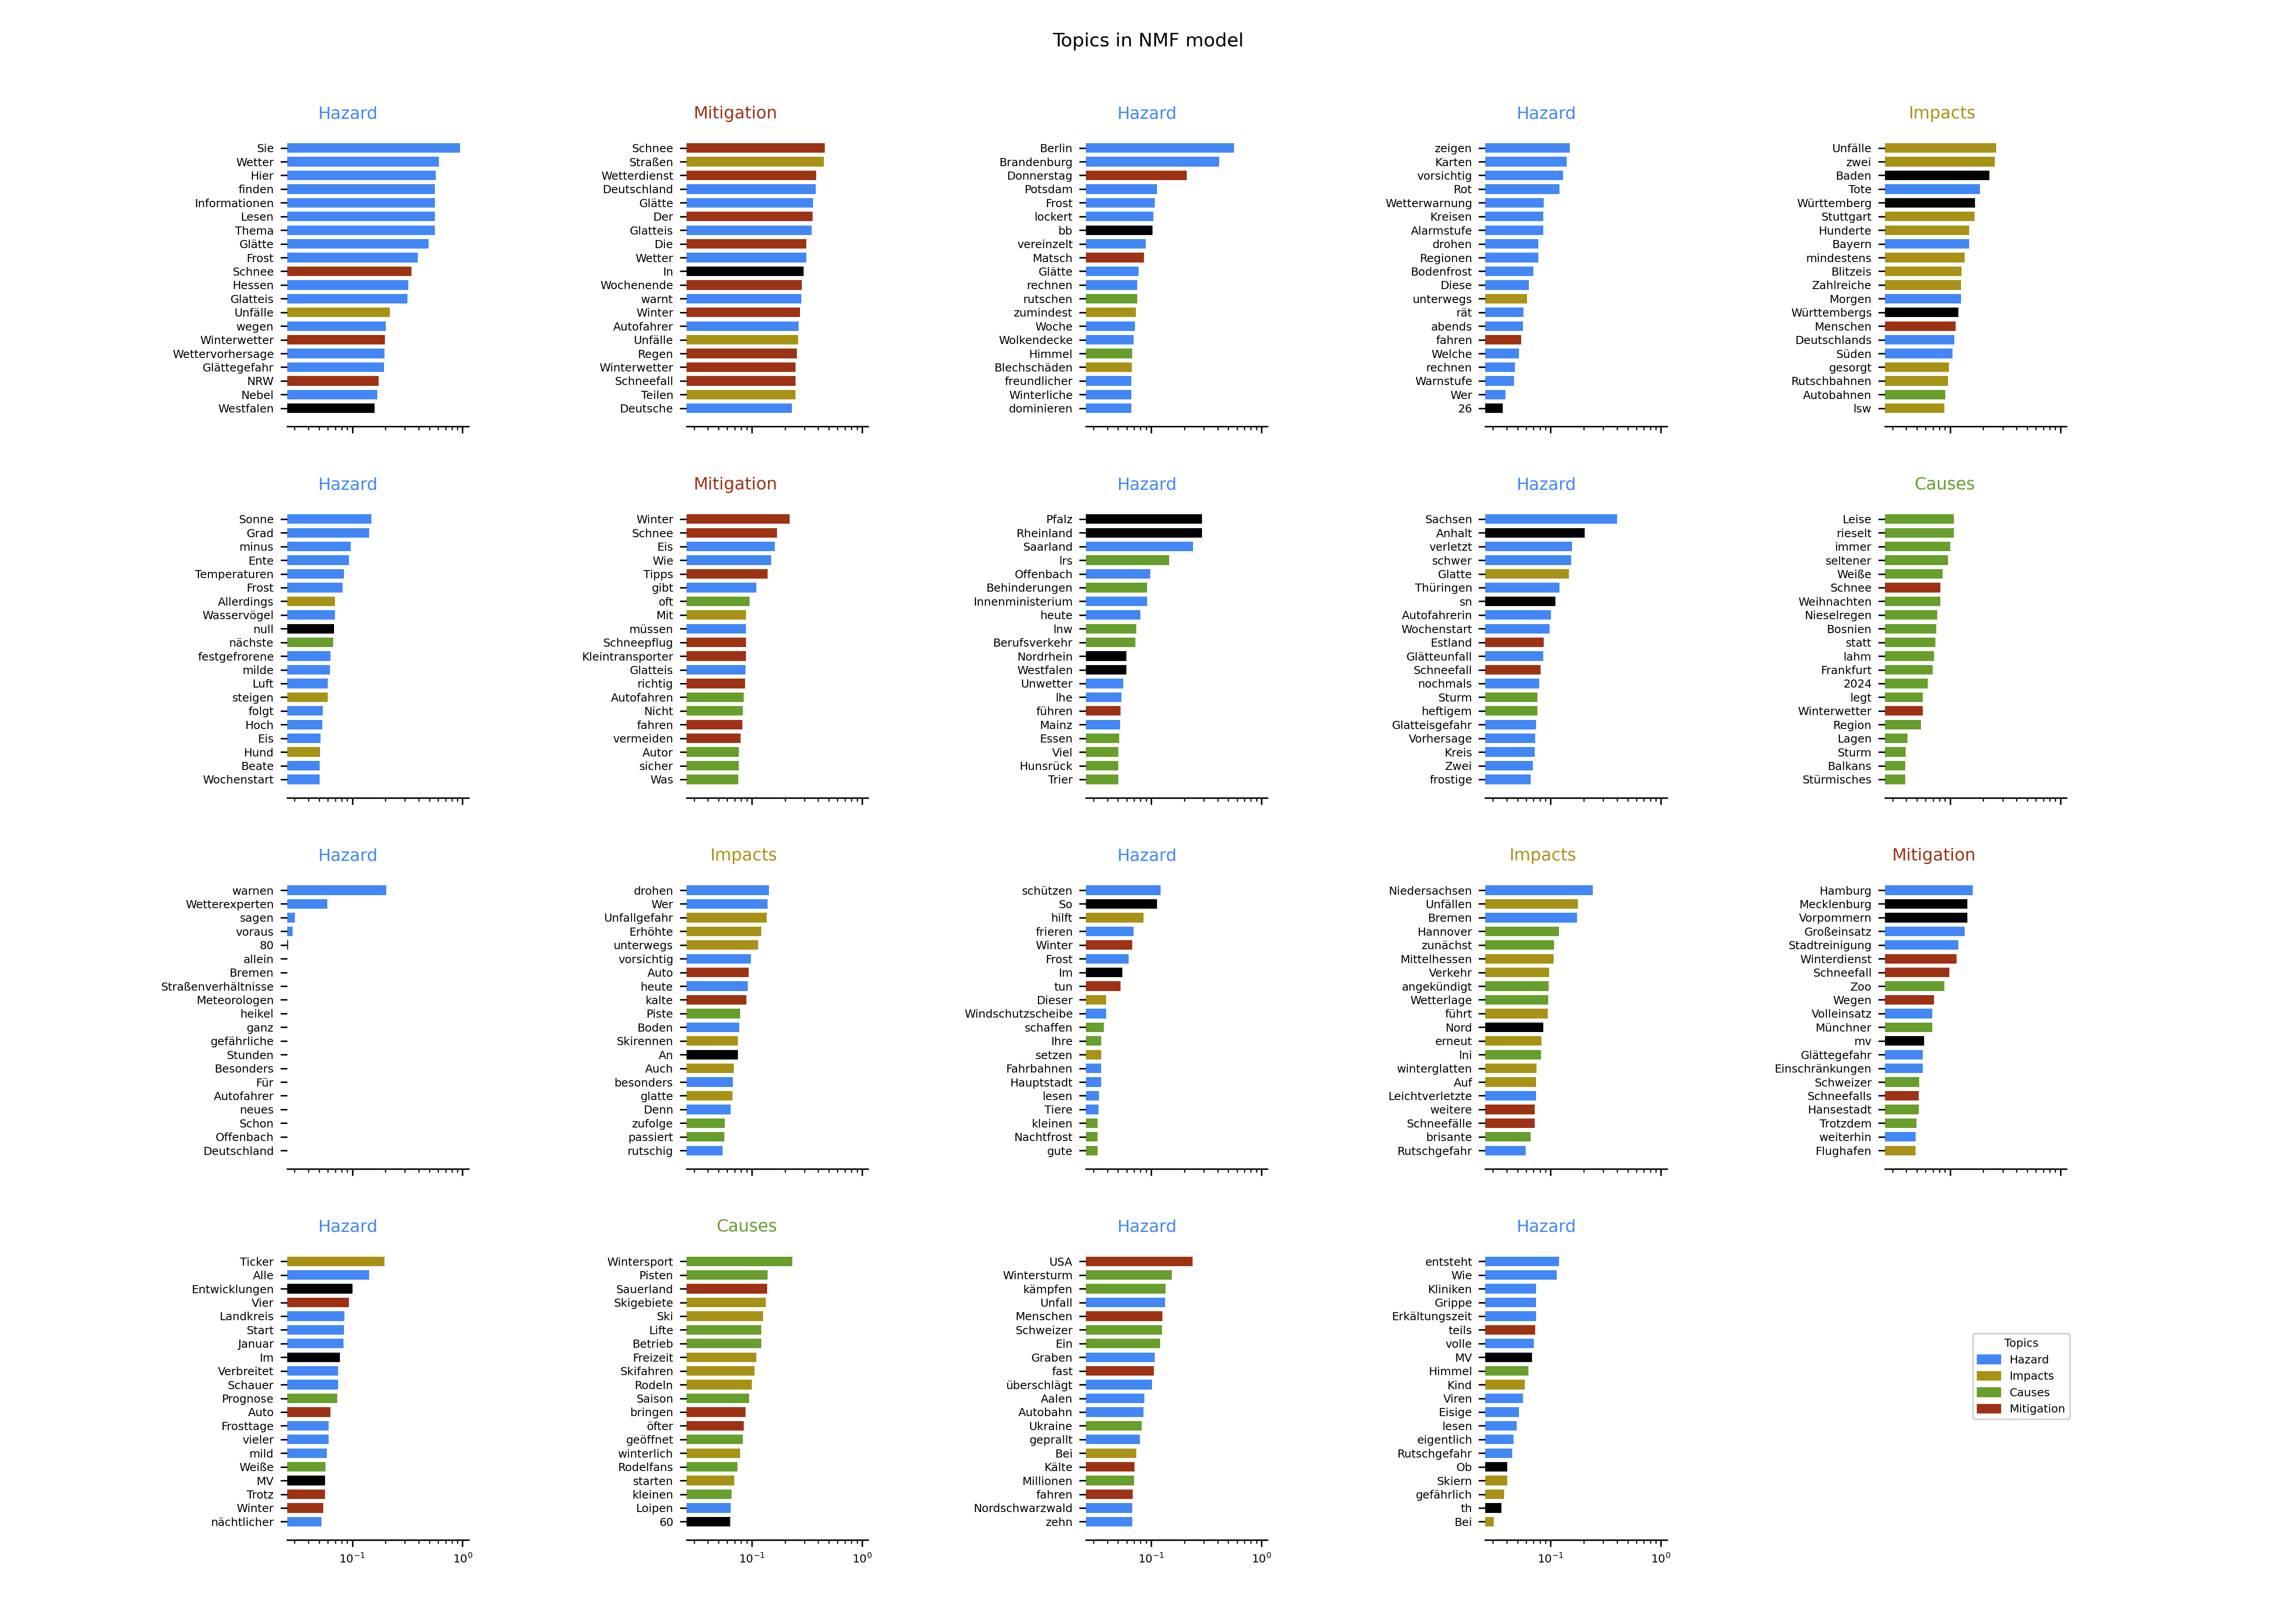 Topics in NMF model
Hazard
Sie
Wetter
Hier
finden
Informationen
Lesen
Thema
Glätte
Frost
Schnee
Hessen
Glatteis
Unfälle
wegen
Winterwetter
Wettervorhersage
Glättegefahr
NRW
Nebel
Westfalen
Mitigation
Schnee
Straßen
Wetterdienst
Deutschland
Glätte
Der
Glatteis
Die
Wetter
In
Wochenende
warnt
Winter
Autofahrer
Unfälle
Regen
Winterwetter
Schneefall
Teilen
Deutsche
Hazard
Berlin
Brandenburg
Donnerstag
Potsdam
Frost
lockert
bb
vereinzelt
Matsch
Glätte
rechnen
rutschen
zumindest
Woche
Wolkendecke
Himmel
Blechschäden
freundlicher
Winterliche
dominieren
Hazard
zeigen
Karten
vorsichtig
Rot
Wetterwarnung
Kreisen
Alarmstufe
drohen
Regionen
Bodenfrost
Diese
unterwegs
rät
abends
fahren
Welche
rechnen
Warnstufe
Wer
26
Impacts
Unfälle
zwei
Baden
Tote
Württemberg
Stuttgart
Hunderte
Bayern
mindestens
Blitzeis
Zahlreiche
Morgen
Württembergs
Menschen
Deutschlands
Süden
gesorgt
Rutschbahnen
Autobahnen
lsw
Hazard
Sonne
Grad
minus
Ente
Temperaturen
Frost
Allerdings
Wasservögel
null
nächste
festgefrorene
milde
Luft
steigen
folgt
Hoch
Eis
Hund
Beate
Wochenstart
Mitigation
Winter
Schnee
Eis
Wie
Tipps
gibt
oft
Mit
müssen
Schneepflug
Kleintransporter
Glatteis
richtig
Autofahren
Nicht
fahren
vermeiden
Autor
sicher
Was
Hazard
Pfalz
Rheinland
Saarland
lrs
Offenbach
Behinderungen
Innenministerium
heute
lnw
Berufsverkehr
Nordrhein
Westfalen
Unwetter
lhe
führen
Mainz
Essen
Viel
Hunsrück
Trier
Hazard
Sachsen
Anhalt
verletzt
schwer
Glatte
Thüringen
sn
Autofahrerin
Wochenstart
Estland
Glätteunfall
Schneefall
nochmals
Sturm
heftigem
Glatteisgefahr
Vorhersage
Kreis
Zwei
frostige
Causes
Leise
rieselt
immer
seltener
Weiße
Schnee
Weihnachten
Nieselregen
Bosnien
statt
lahm
Frankfurt
2024
legt
Winterwetter
Region
Lagen
Sturm
Balkans
Stürmisches
Hazard
warnen
Wetterexperten
sagen
voraus
80
allein
Bremen
Straßenverhältnisse
Meteorologen
heikel
ganz
gefährliche
Stunden
Besonders
Für
Autofahrer
neues
Schon
Offenbach
Deutschland
Impacts
drohen
Wer
Unfallgefahr
Erhöhte
unterwegs
vorsichtig
Auto
heute
kalte
Piste
Boden
Skirennen
An
Auch
besonders
glatte
Denn
zufolge
passiert
rutschig
Hazard
schützen
So
hilft
frieren
Winter
Frost
Im
tun
Dieser
Windschutzscheibe
schaffen
Ihre
setzen
Fahrbahnen
Hauptstadt
lesen
Tiere
kleinen
Nachtfrost
gute
Impacts
Niedersachsen
Unfällen
Bremen
Hannover
zunächst
Mittelhessen
Verkehr
angekündigt
Wetterlage
führt
Nord
erneut
lni
winterglatten
Auf
Leichtverletzte
weitere
Schneefälle
brisante
Rutschgefahr
Mitigation
Hamburg
Mecklenburg
Vorpommern
Großeinsatz
Stadtreinigung
Winterdienst
Schneefall
Zoo
Wegen
Volleinsatz
Münchner
mv
Glättegefahr
Einschränkungen
Schweizer
Schneefalls
Hansestadt
Trotzdem
weiterhin
Flughafen
Hazard
Ticker
Alle
Entwicklungen
Vier
Landkreis
Start
Januar
Im
Verbreitet
Schauer
Prognose
Auto
Frosttage
vieler
mild
Weiße
MV
Trotz
Winter
nächtlicher
10⁻¹ 10⁰
Causes
Wintersport
Pisten
Sauerland
Skigebiete
Ski
Lifte
Betrieb
Freizeit
Skifahren
Rodeln
Saison
bringen
öfter
geöffnet
winterlich
Rodelfans
starten
kleinen
Loipen
60
10⁻¹ 10⁰
Hazard
USA
Wintersturm
kämpfen
Unfall
Menschen
Schweizer
Ein
Graben
fast
überschlägt
Aalen
Autobahn
Ukraine
geprallt
Bei
Kälte
Millionen
fahren
Nordschwarzwald
zehn
10⁻¹ 10⁰
Hazard
entsteht
Wie
Kliniken
Grippe
Erkältungszeit
teils
volle
MV
Himmel
Kind
Viren
Eisige
lesen
eigentlich
Rutschgefahr
Ob
Skiern
gefährlich
th
Bei
10⁻¹ 10⁰
Topics
Hazard
Impacts
Causes
Mitigation